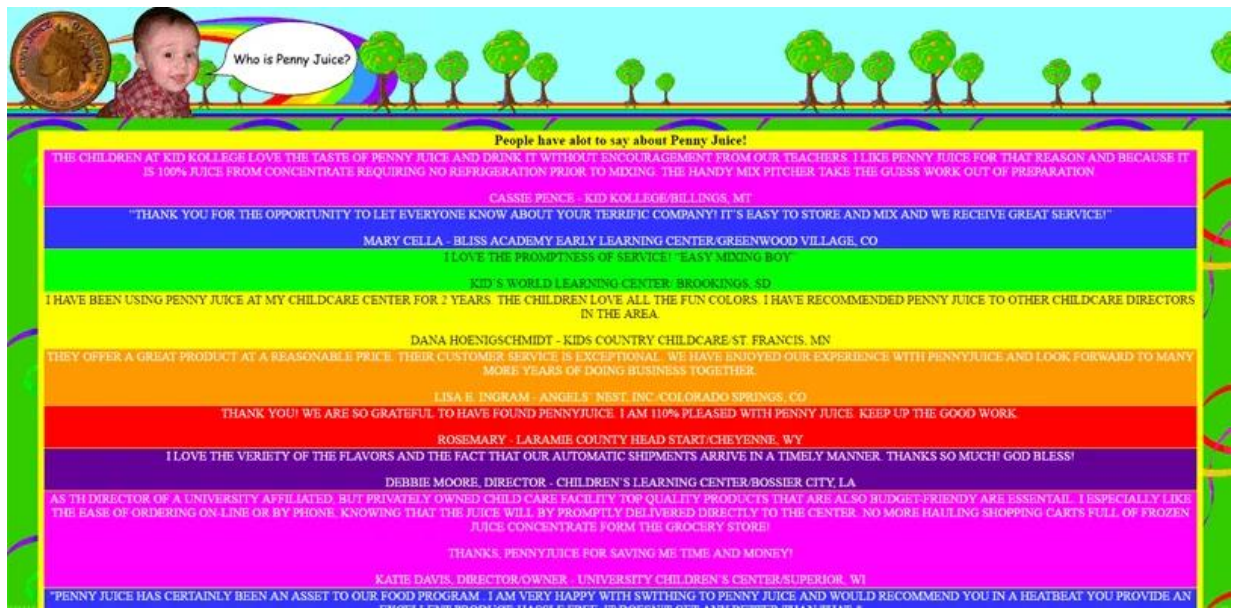 Who is Penny Juice?
People have alot to say about Penny Juice!
THE CHILDREN AT KID KOLLEGE LOVE THE TASTE OF PENNY JUICE AND DRINK IT WITHOUT ENCOURAGEMENT FROM OUR TEACHERS. I LIKE PENNY JUICE FOR THAT REASON AND BECAUSE IT
IS 100% JUICE FROM CONCENTRATE REQUIRING NO REFRIGERATION PRIOR TO MIXING. THE HANDY MIX PITCHER TAKE THE GUESS WORK OUT OF PREPARATION
CASSIE PENCE - KID KOLLEGE/BILLINGS, MT
"THANK YOU FOR THE OPPORTUNITY TO LET EVERYONE KNOW ABOUT YOUR TERRIFIC COMPANY! IT'S EASY TO STORE AND MIX AND WE RECEIVE GREAT SERVICE!"
MARY CELLA - BLISS ACADEMY EARLY LEARNING CENTER/GREENWOOD VILLAGE, CO
I LOVE THE PROMPTNESS OF SERVICE! "EASY MIXING BOY"
KID'S WORLD LEARNING CENTER/ BROOKINGS, SD
I HAVE BEEN USING PENNY JUICE AT MY CHILDCARE CENTER FOR 2 YEARS. THE CHILDREN LOVE ALL THE FUN COLORS. I HAVE RECOMMENDED PENNY JUICE TO OTHER CHILDCARE DIRECTORS
IN THE AREA.
DANA HOENIGSCHMIDT - KIDS COUNTRY CHILDCARE/ST. FRANCIS, MN
THEY OFFER A GREAT PRODUCT AT A REASONABLE PRICE. THEIR CUSTOMER SERVICE IS EXCEPTIONAL. WE HAVE ENJOYED OUR EXPERIENCE WITH PENNYJUICE AND LOOK FORWARD TO MANY
MORE YEARS OF DOING BUSINESS TOGETHER.
LISA E. INGRAM - ANGELS' NEST, INC./COLORADO SPRINGS, CO
THANK YOU! WE ARE SO GRATEFUL TO HAVE FOUND PENNYJUICE. I AM 110% PLEASED WITH PENNY JUICE. KEEP UP THE GOOD WORK.
ROSEMARY - LARAMIE COUNTY HEAD START/CHEYENNE, WY
I LOVE THE VERIETY OF THE FLAVORS AND THE FACT THAT OUR AUTOMATIC SHIPMENTS ARRIVE IN A TIMELY MANNER. THANKS SO MUCH! GOD BLESS!
DEBBIE MOORE, DIRECTOR - CHILDREN'S LEARNING CENTER/BOSSIER CITY, LA
AS TH DIRECTOR OF A UNIVERSITY AFFILIATED, BUT PRIVATELY OWNED CHILD CARE FACILITY TOP QUALITY PRODUCTS THAT ARE ALSO BUDGET-FRIENDY ARE ESSENTAIL. I ESPECIALLY LIKE
THE EASE OF ORDERING ON-LINE OR BY PHONE, KNOWING THAT THE JUICE WILL BY PROMPTLY DELIVERED DIRECTLY TO THE CENTER. NO MORE HAULING SHOPPING CARTS FULL OF FROZEN
JUICE CONCENTRATE FORM THE GROCERY STORE!
THANKS, PENNYJUICE FOR SAVING ME TIME AND MONEY!
KATIE DAVIS, DIRECTOR/OWNER - UNIVERSITY CHILDREN'S CENTER/SUPERIOR, WI
"PENNY JUICE HAS CERTAINLY BEEN AN ASSET TO OUR FOOD PROGRAM . I AM VERY HAPPY WITH SWITHING TO PENNY JUICE AND WOULD RECOMMEND YOU IN A HEATBEAT YOU PROVIDE AN